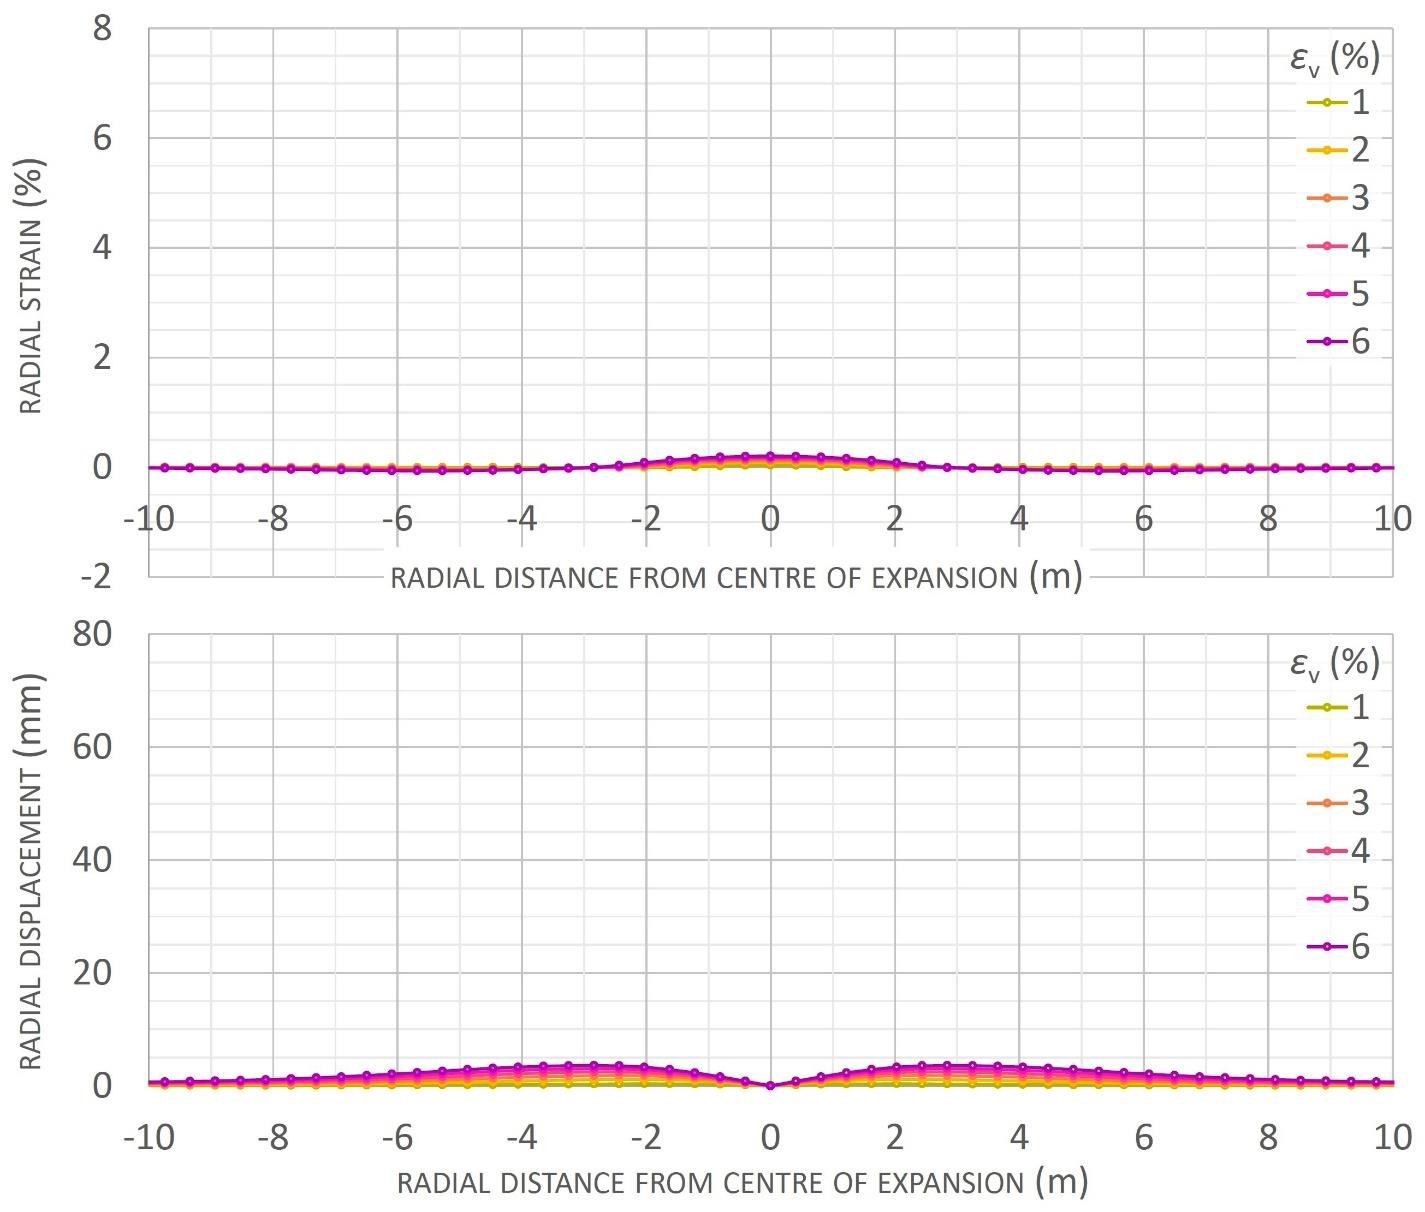 8
εv (%)
1
6
2
3
RADIAL STRAIN (%)
4
4
5
2
6
0
-10 -8 -6 -4 -2 0 2 4 6 8 10
-2
RADIAL DISTANCE FROM CENTRE OF EXPANSION (m)
80
εv (%)
1
60
2
3
RADIAL DISPLACEMENT (mm)
40
4
5
6
20
0
-10 -8 -6 -4 -2 0 2 4 6 8 10
RADIAL DISTANCE FROM CENTRE OF EXPANSION (m)